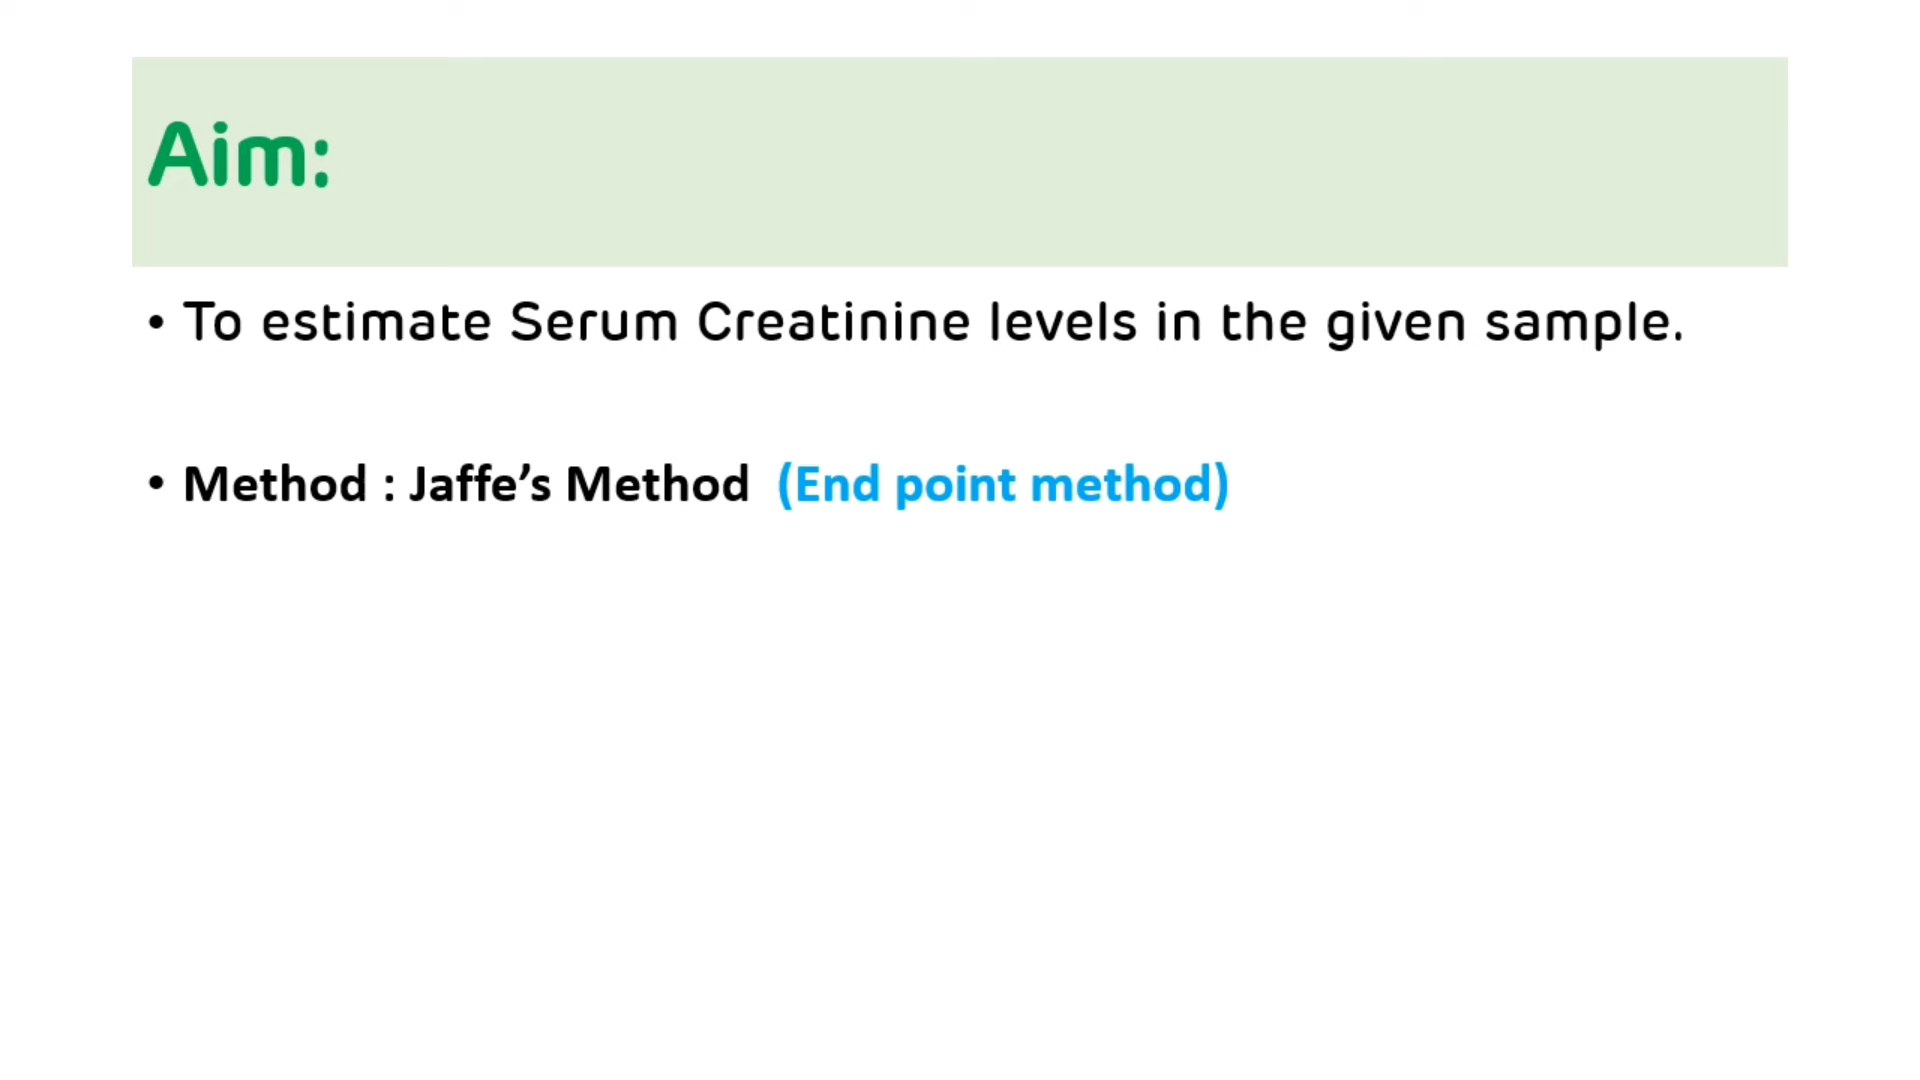 Aim:
• To estimate Serum Creatinine levels in the given sample.
• Method : Jaffe’s Method (End point method)